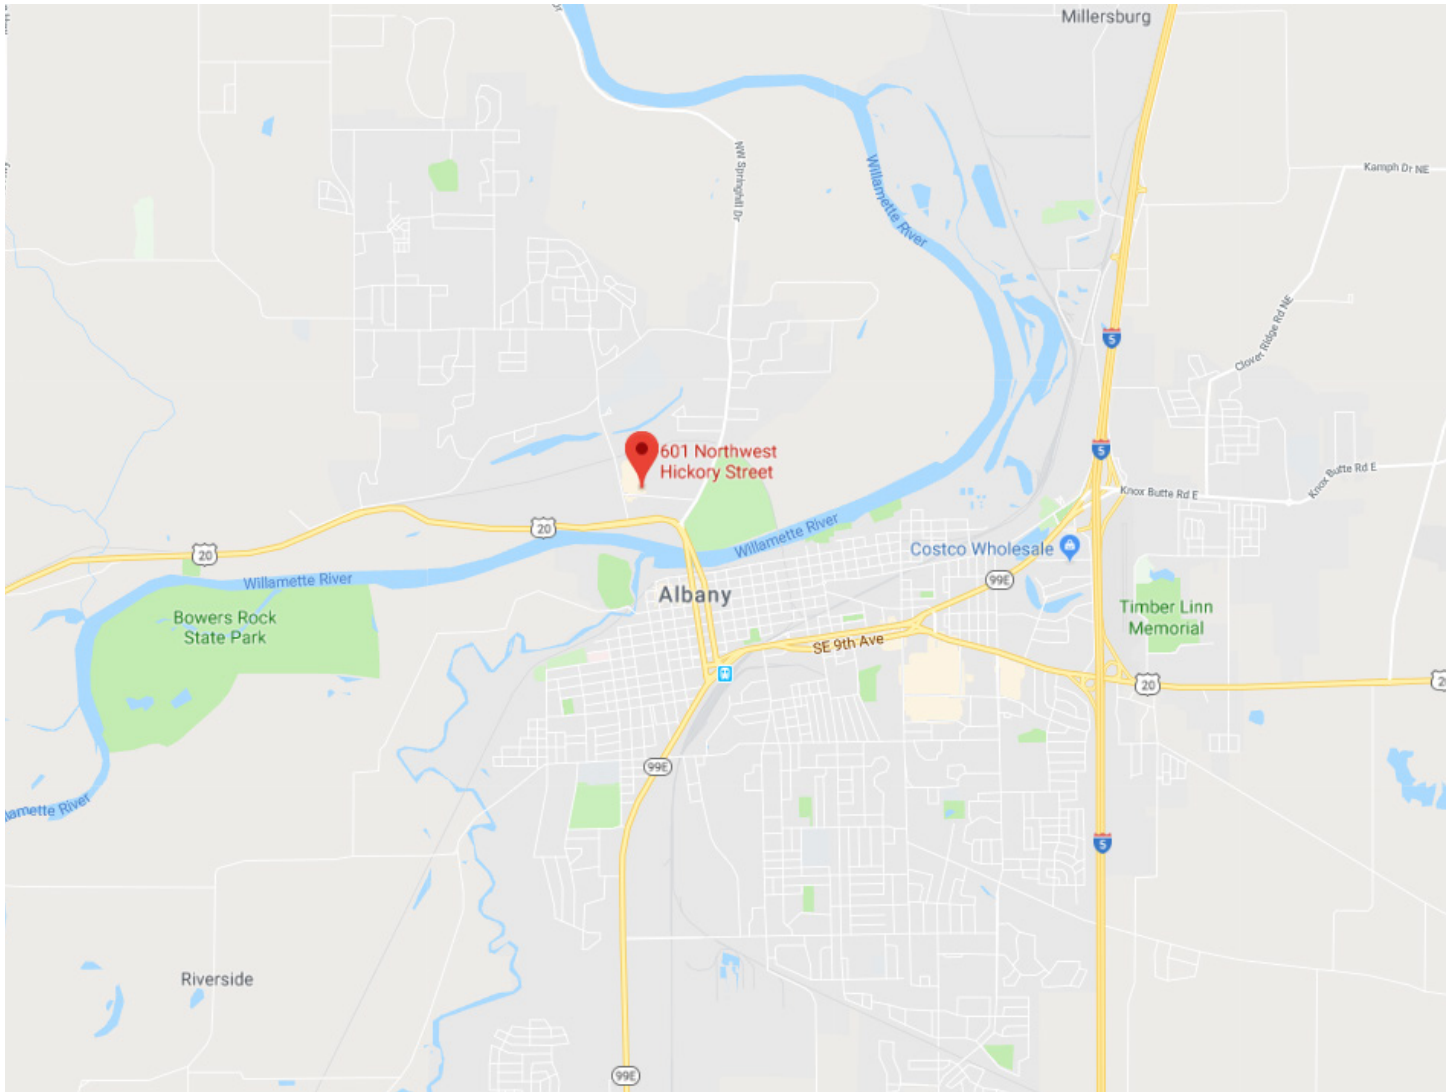 Millersburg
Kamph Dr NE
NW Springhill Dr
Willamette River
Clover Ridge Rd NE
5
601 Northwest
Hickory Street
5
Knox Butte Rd E
Knox Butte Rd E
20
20
Willamette River
Costco Wholesale
Willamette River
99E
Albany
Bowers Rock
State Park
Timber Linn
Memorial
SE 9th Ave
20
99E
5
Riverside
99E